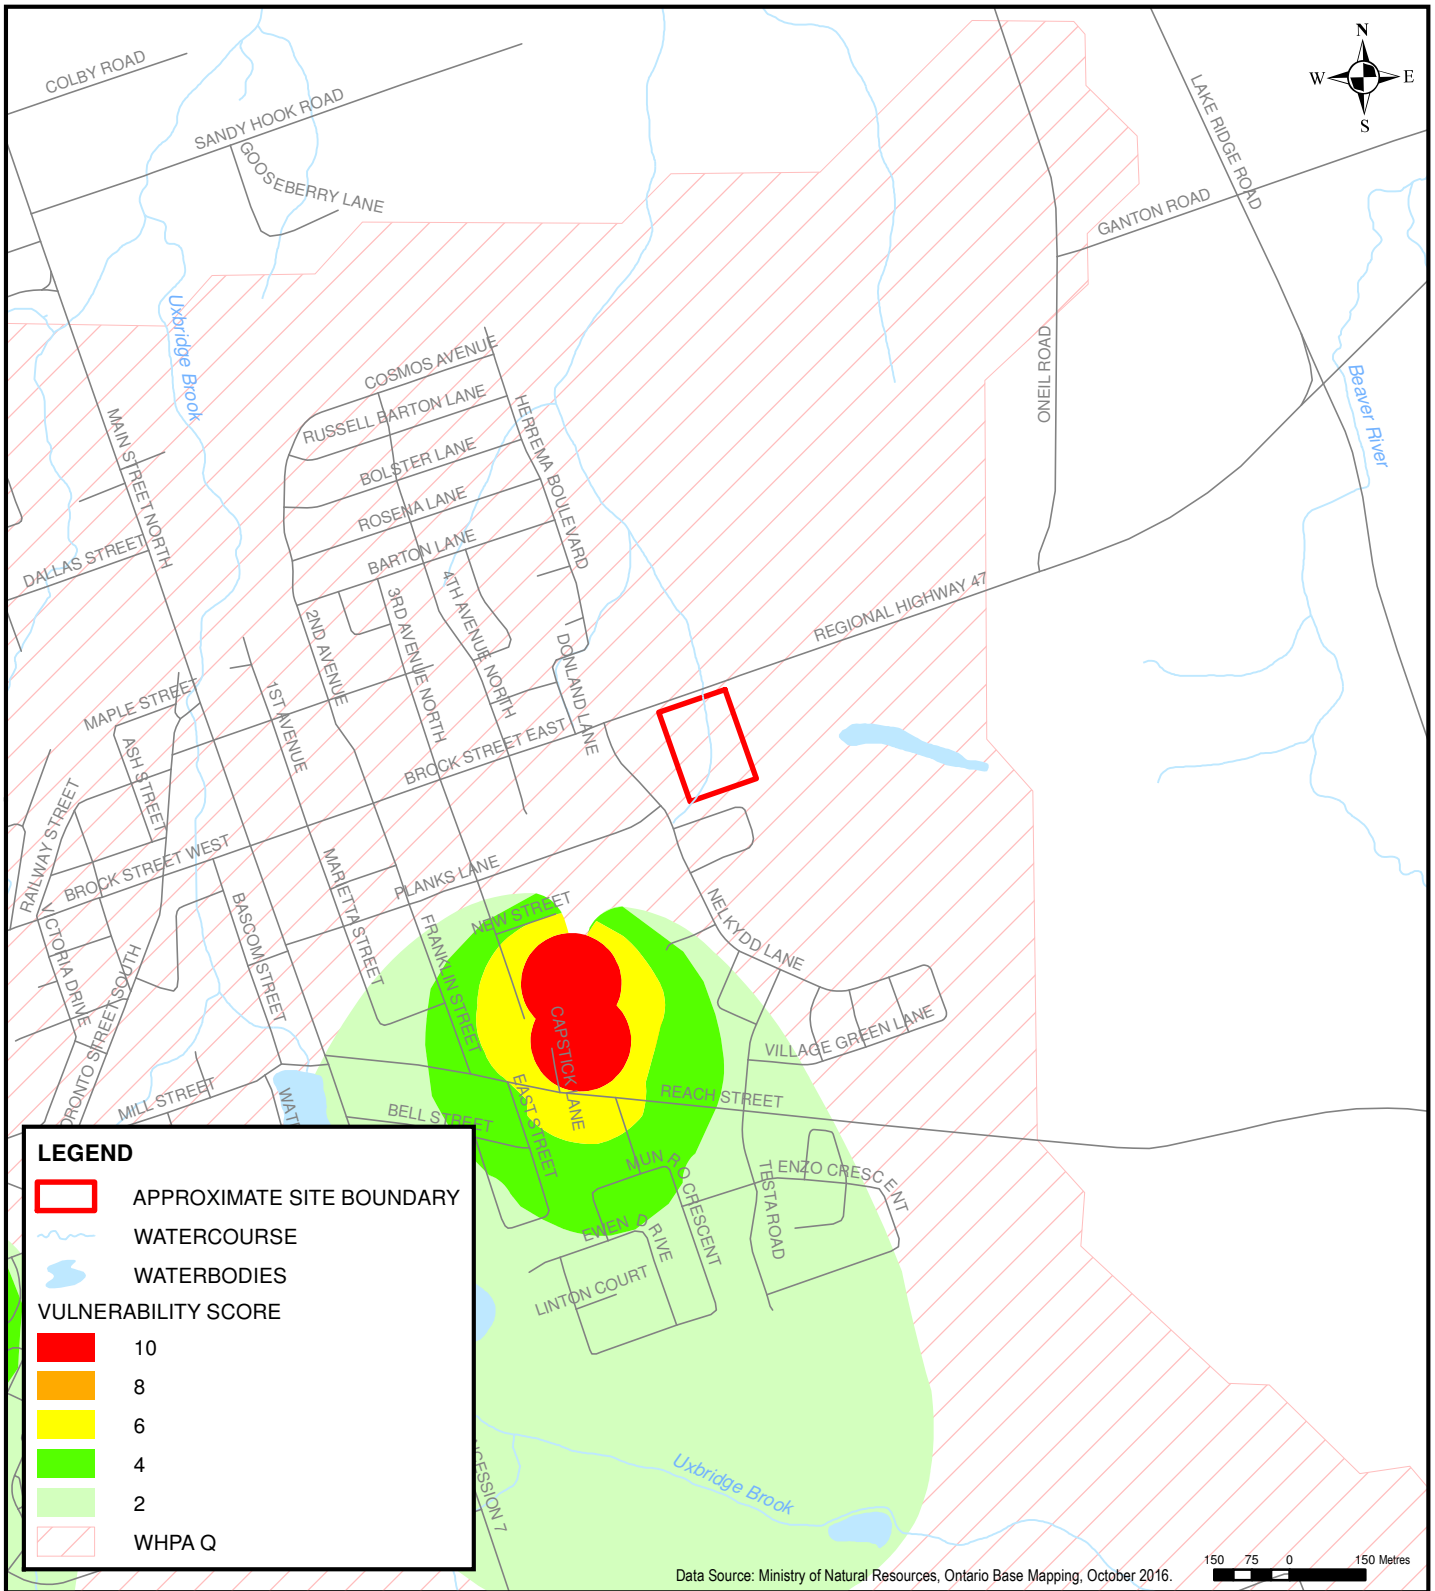 N
W E
S
COLBY ROAD
SANDY HOOK ROAD
GOOSEBERRY LANE
LAKE RIDGE ROAD
GANTON ROAD
Uxbridge Brook
ONEIL ROAD
Beaver River
COSMOS AVENUE
RUSSELL BARTON LANE
HERREMA BOULEVARD
MAIN STREET NORTH
BOLSTER LANE
ROSENA LANE
BARTON LANE
DALLAS STREET
4TH AVENUE NORTH
3RD AVENUE NORTH
2ND AVENUE
REGIONAL HIGHWAY 47
DONLAND LANE
MAPLE STREET
1ST AVENUE
ASH STREET
BROCK STREET EAST
RAILWAY STREET
BROCK STREET WEST
MARIETTA STREET
PLANKS LANE
NEW STREET
NELKYDD LANE
BASCOM STREET
VICTORIA DRIVE
FRANKLIN STREET
CAPSTICK LANE
VILLAGE GREEN LANE
TORONTO STREET SOUTH
MILL STREET
REACH STREET
BELL STREET
EAST STREET
MUNRO CRESCENT
ENZO CRESCENT
TESTA ROAD
EWEN DRIVE
LINTON COURT
Uxbridge Brook
LEGEND
APPROXIMATE SITE BOUNDARY
WATERCOURSE
WATERBODIES
VULNERABILITY SCORE
10
8
6
4
2
WHPA Q
150 75 0 150 Metres
Data Source: Ministry of Natural Resources, Ontario Base Mapping, October 2016.